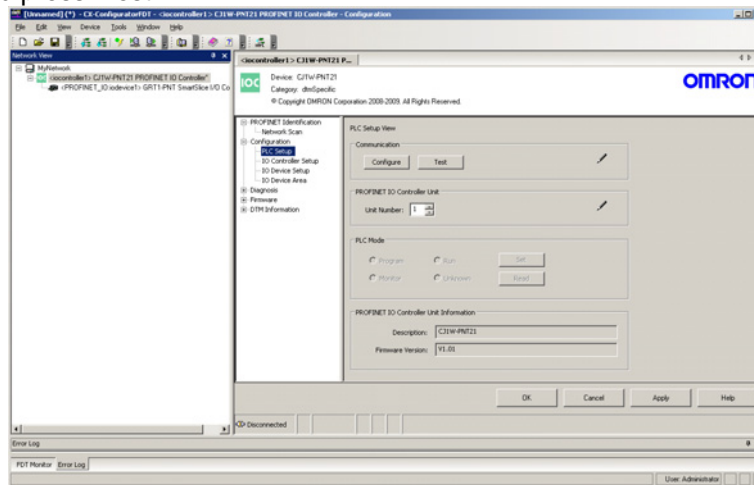 [Unnamed] (*) - CX-ConfiguratorFDT - <iocontroller1> CJ1W-PNT21 PROFINET IO Controller - Configuration
File Edit View Device Tools Window Help
Network View
<iocontroller1> CJ1W-PNT21 P...
MyNetwork
<iocontroller1> CJ1W-PNT21 PROFINET IO Controller*
<PROFINET_IO:iodevice1> GRT1-PNT SmartSlice I/O Co
IOC
Device: CJ1W-PNT21
Category: dtmSpecific
© Copyright OMRON Corporation 2008-2009. All Rights Reserved.
OMRON
PROFINET Identification
Network Scan
Configuration
PLC Setup
IO Controller Setup
IO Device Setup
IO Device Area
Diagnosis
Firmware
DTM Information
PLC Setup View
Communication
Configure Test
PROFINET IO Controller Unit
Unit Number: 1
PLC Mode
Program Run Set
Monitor Unknown Read
PROFINET IO Controller Unit Information
Description: CJ1W-PNT21
Firmware Version: V1.01
OK Cancel Apply Help
Disconnected
Error Log
FDT Monitor Error Log
User: Administrator